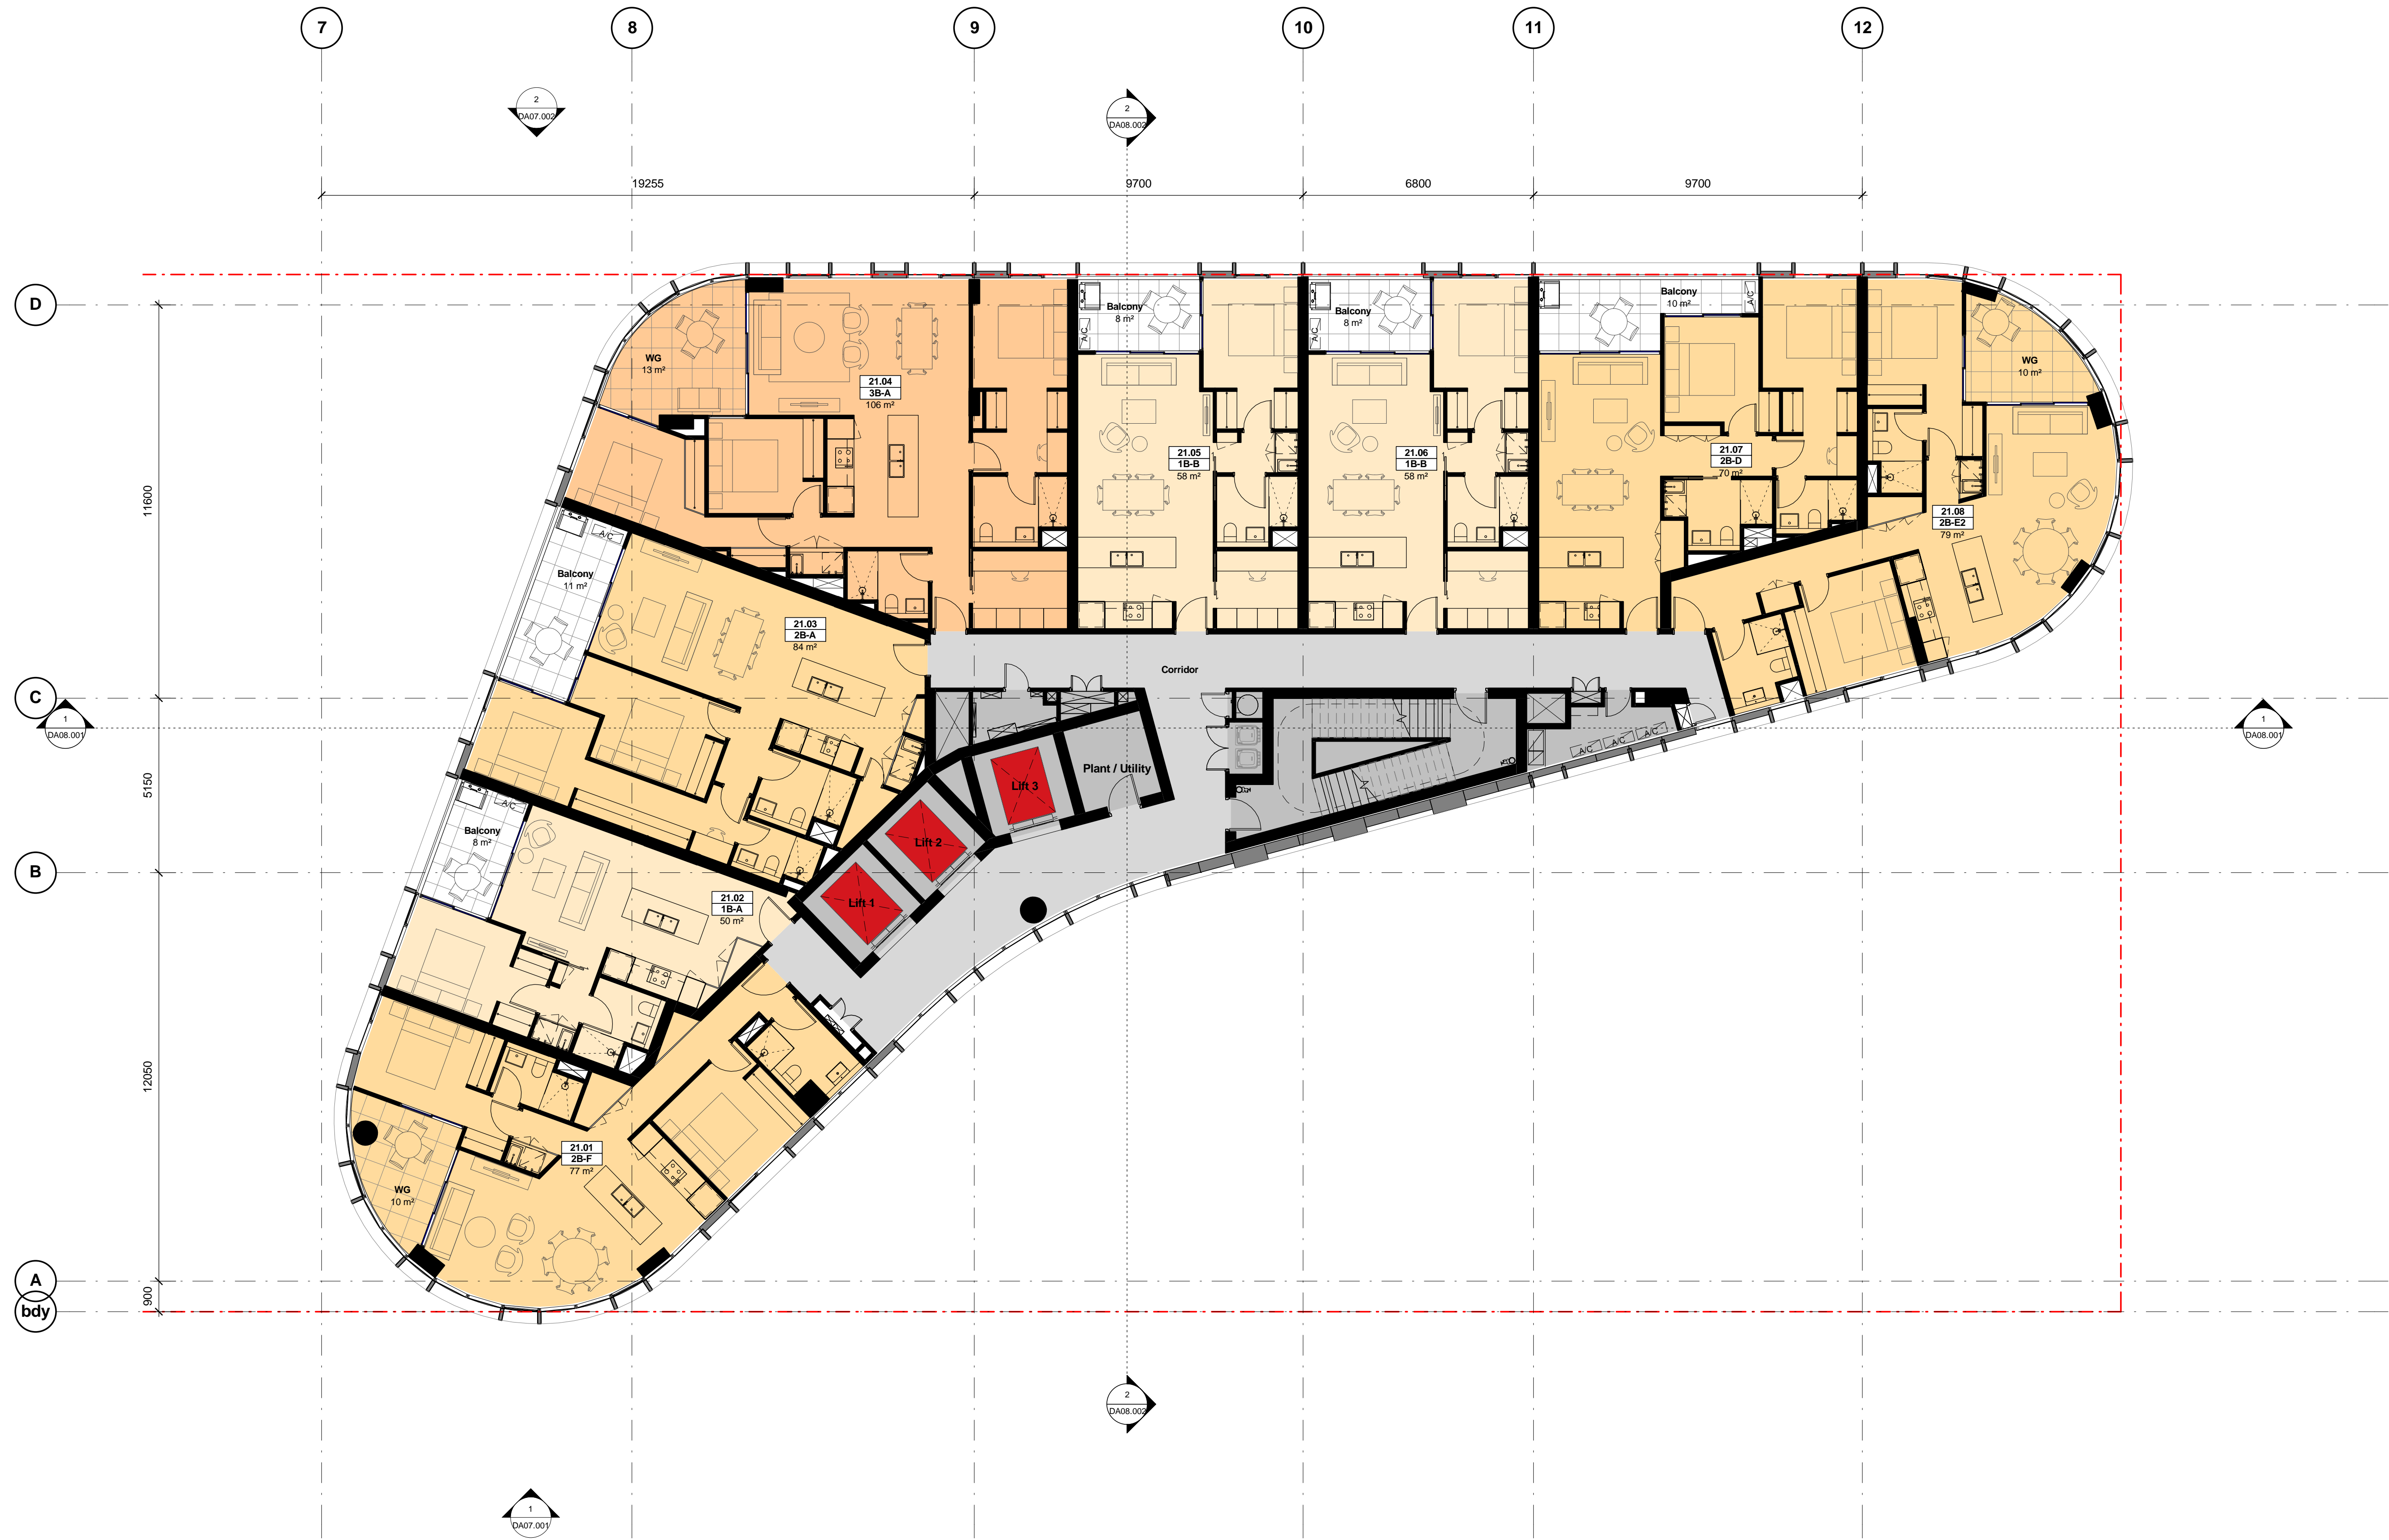 7
8
9
10
11
12
2
DA07.002
2
DA08.002
19255
9700
6800
9700
D
C
B
A
bdy
11600
5150
12050
900
1
DA08.001
1
DA08.001
WG
13 m²
21.04
3B-A
106 m²
Balcony
8 m²
A/C
21.05
1B-B
58 m²
Balcony
8 m²
A/C
21.06
1B-B
58 m²
Balcony
10 m²
A/C
21.07
2B-D
70 m²
WG
10 m²
21.08
2B-E2
79 m²
A/C
Balcony
11 m²
21.03
2B-A
84 m²
Corridor
Plant / Utility
Lift 3
Lift 2
Lift 1
A/C
A/C
A/C
A/C
Balcony
8 m²
21.02
1B-A
50 m²
21.01
2B-F
77 m²
WG
10 m²
2
DA08.002
1
DA07.001